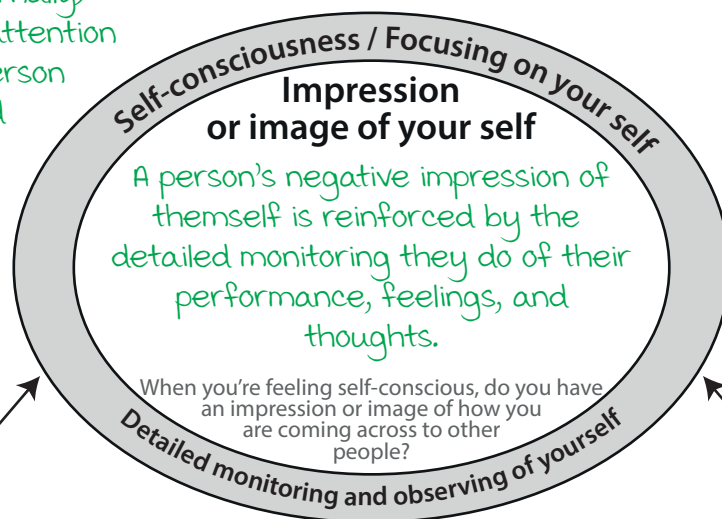 attention
erson
Self-consciousness / Focusing on your self
Impression
or image of your self
A person's negative impression of
themself is reinforced by the
detailed monitoring they do of their
performance, feelings, and
thoughts.
When you're feeling self-conscious, do you have
an impression or image of how you
are coming across to other
people?
Detailed monitoring and observing of yourself